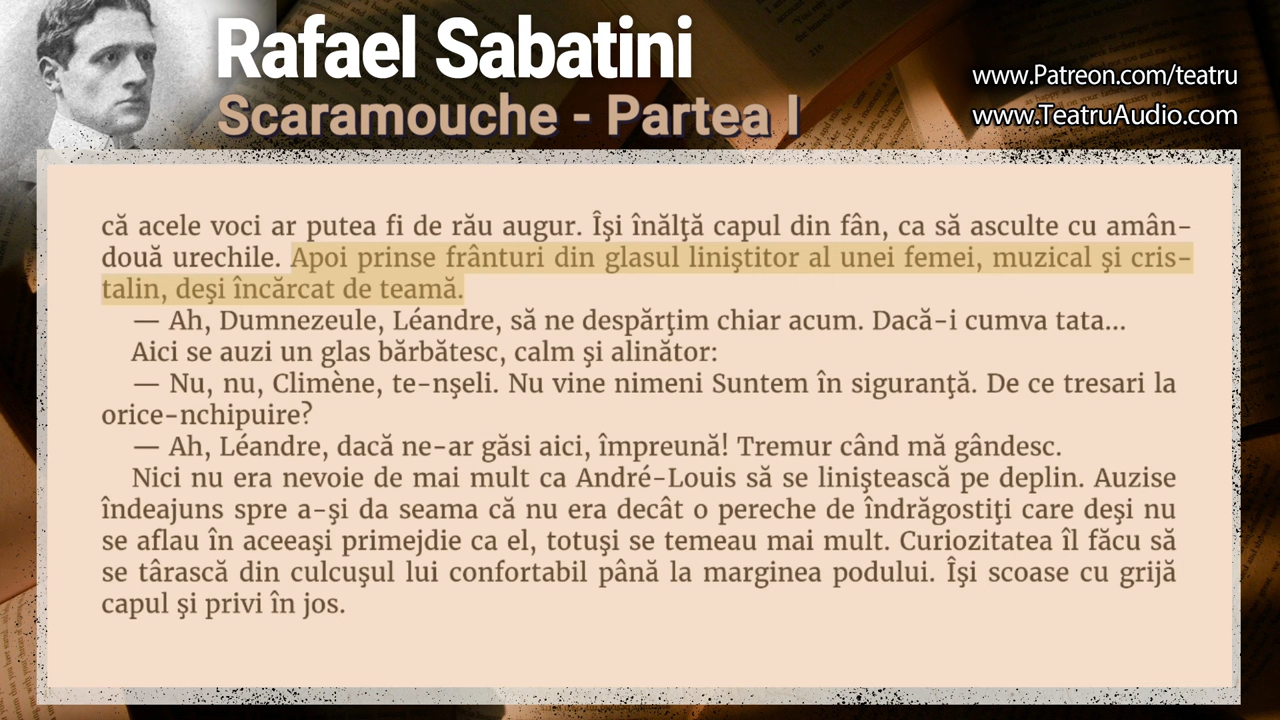 Rafael Sabatini
Scaramouche - Partea I
www.Patreon.com/teatru
www.TeatruAudio.com
că acele voci ar putea fi de rău augur. Îşi înălţă capul din fân, ca să asculte cu amân-
două urechile. Apoi prinse frânturi din glasul liniştitor al unei femei, muzical şi cris-
talin, deşi încărcat de teamă.
— Ah, Dumnezeule, Léandre, să ne despărţim chiar acum. Dacă-i cumva tata...
Aici se auzi un glas bărbătesc, calm şi alinător:
— Nu, nu, Climène, te-nşeli. Nu vine nimeni Suntem în siguranţă. De ce tresari la
orice-nchipuire?
— Ah, Léandre, dacă ne-ar găsi aici, împreună! Tremur când mă gândesc.
Nici nu era nevoie de mai mult ca André-Louis să se liniştească pe deplin. Auzise
îndeajuns spre a-şi da seama că nu era decât o pereche de îndrăgostiţi care deşi nu
se aflau în aceeaşi primejdie ca el, totuşi se temeau mai mult. Curiozitatea îl făcu să
se târască din culcuşul lui confortabil până la marginea podului. Îşi scoase cu grijă
capul şi privi în jos.